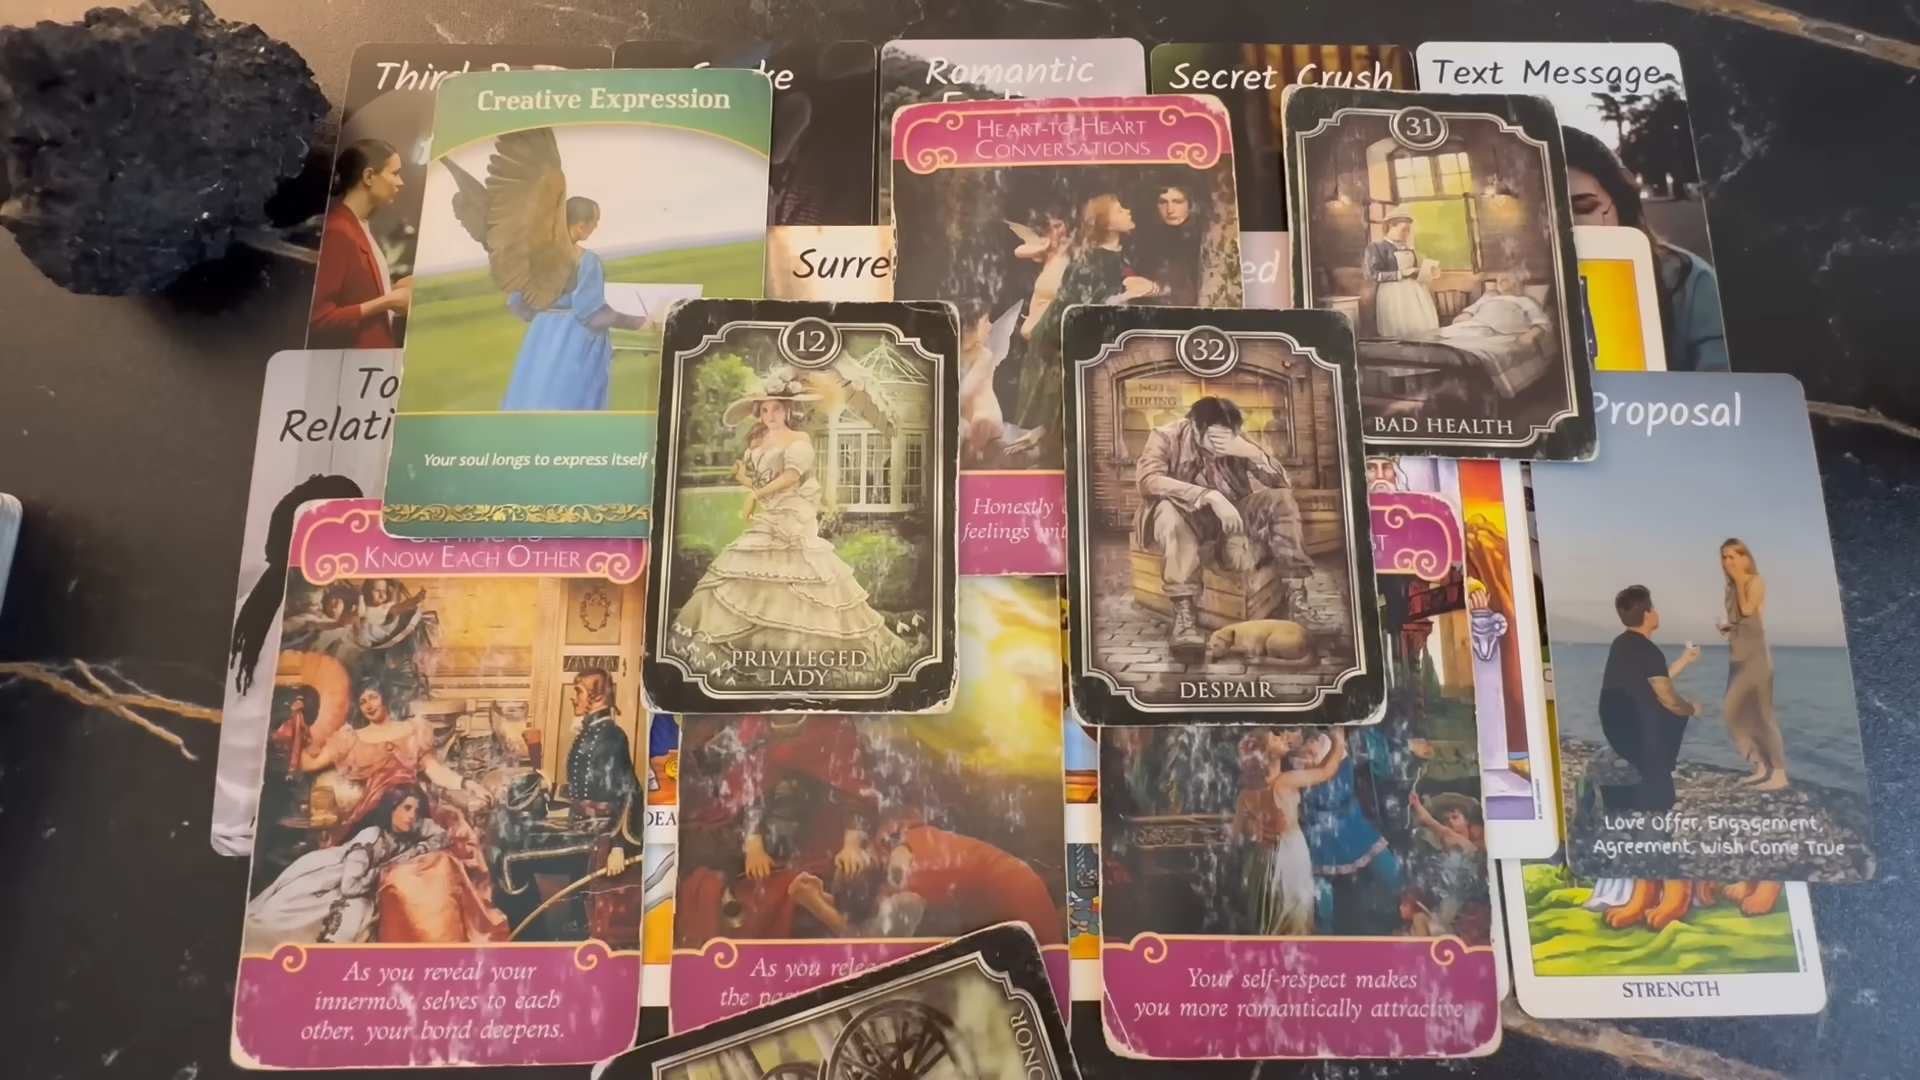 Creative Expression
Romantic
Secret Crush
Text Message
HEART-TO-HEART
CONVERSATIONS
31
BAD HEALTH
12
32
NOT
HIRING
Proposal
Your soul longs to express itself
KNOW EACH OTHER
PRIVILEGED
LADY
Honestly
feelings
DESPAIR
Love Offer, Engagement,
Agreement, Wish Come True
As you reveal your
innermost selves to each
other, your bond deepens.
As you
the
Your self-respect makes
you more romantically attractive
STRENGTH